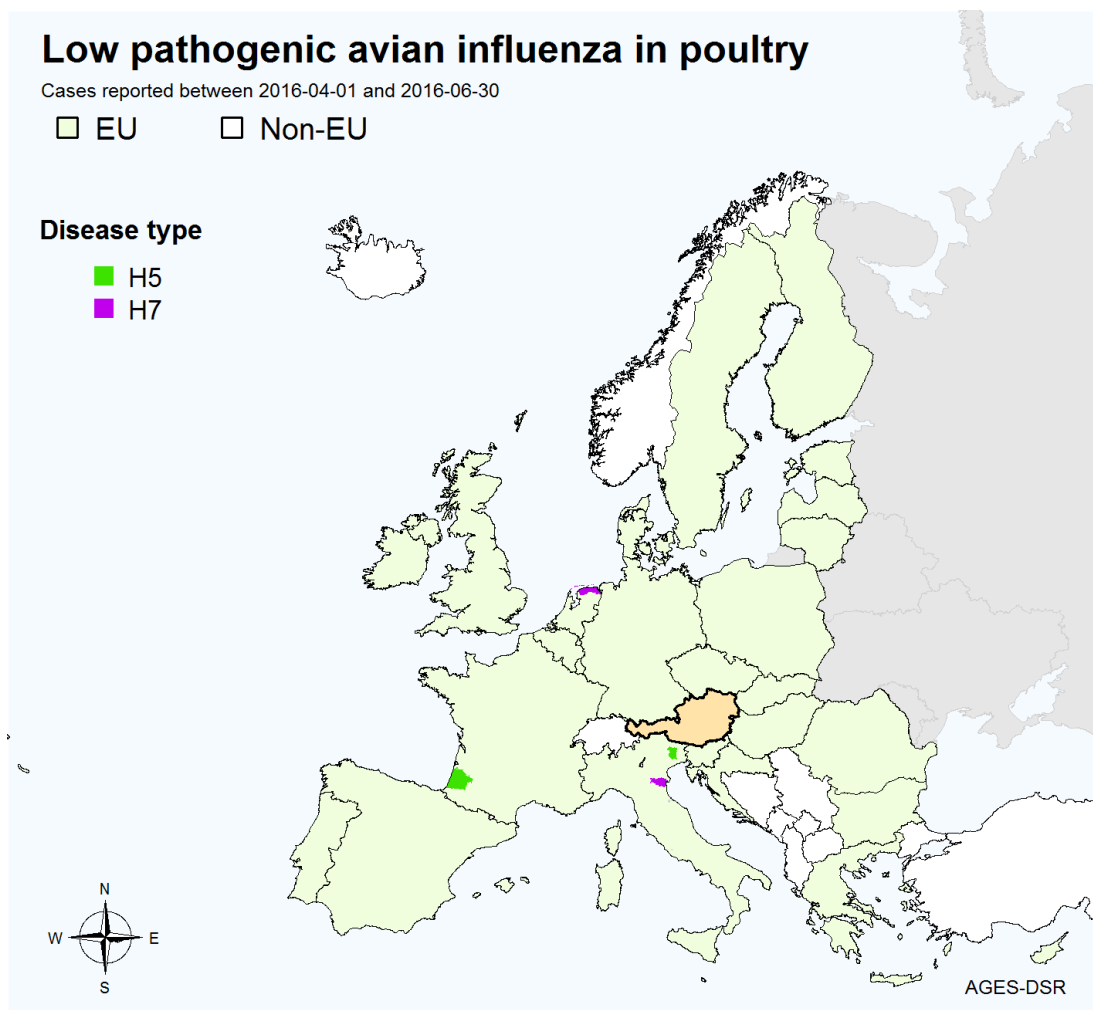 Low pathogenic avian influenza in poultry
Cases reported between 2016-04-01 and 2016-06-30
EU Non-EU
Disease type
H5
H7
N
W E
S
AGES-DSR